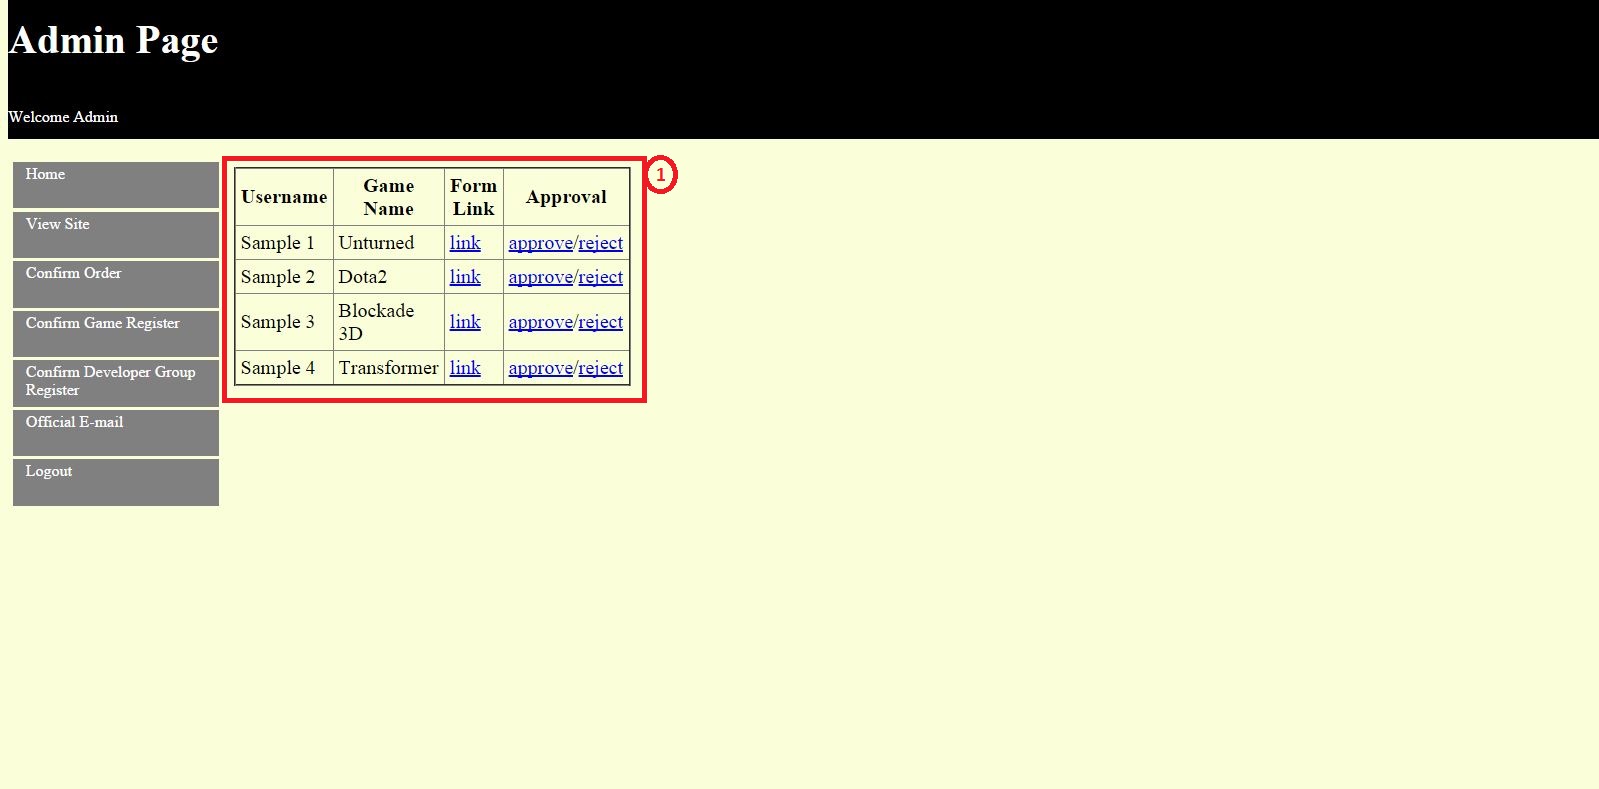 Admin Page
Welcome Admin
Home
View Site
Confirm Order
Confirm Game Register
Confirm Developer Group
Register
Official E-mail
Logout
Username Game Name Form Link Approval
Sample 1 Unturned link approve/reject
Sample 2 Dota2 link approve/reject
Sample 3 Blockade 3D link approve/reject
Sample 4 Transformer link approve/reject
1